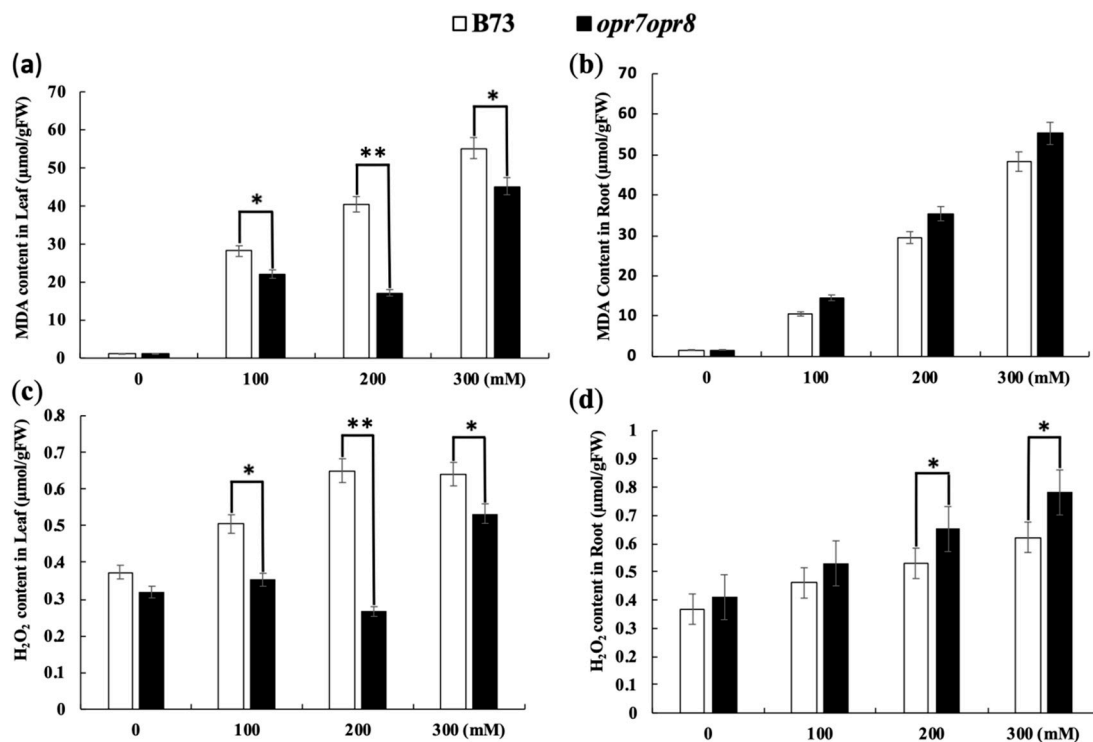 B73 opr7opr8
(a)
MDA content in Leaf (μmol/gFW)
70
60
50
40
30
20
10
0
* ** *
0 100 200 300 (mM)
(b)
MDA Content in Root (μmol/gFW)
70
60
50
40
30
20
10
0
0 100 200 300 (mM)
(c)
H₂O₂ content in Leaf (μmol/gFW)
0.8
0.7
0.6
0.5
0.4
0.3
0.2
0.1
0
* ** *
0 100 200 300 (mM)
(d)
H₂O₂ content in Root (μmol/gFW)
1
0.9
0.8
0.7
0.6
0.5
0.4
0.3
0.2
0.1
0
* *
0 100 200 300 (mM)